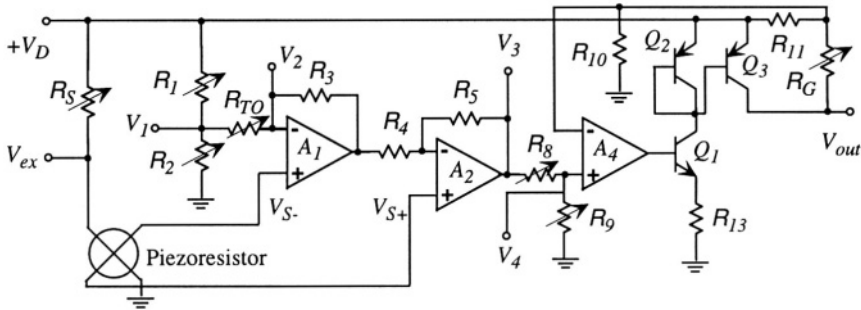 +V_D
R_S
V_ex
R_1
V_1
R_2
R_TO
V_2
R_3
A_1
V_S-
R_4
R_5
V_3
A_2
V_S+
R_8
V_4
R_9
R_10
A_4
Q_2
Q_3
Q_1
R_11
R_G
V_out
R_13
Piezoresistor
-
+
-
+
-
+